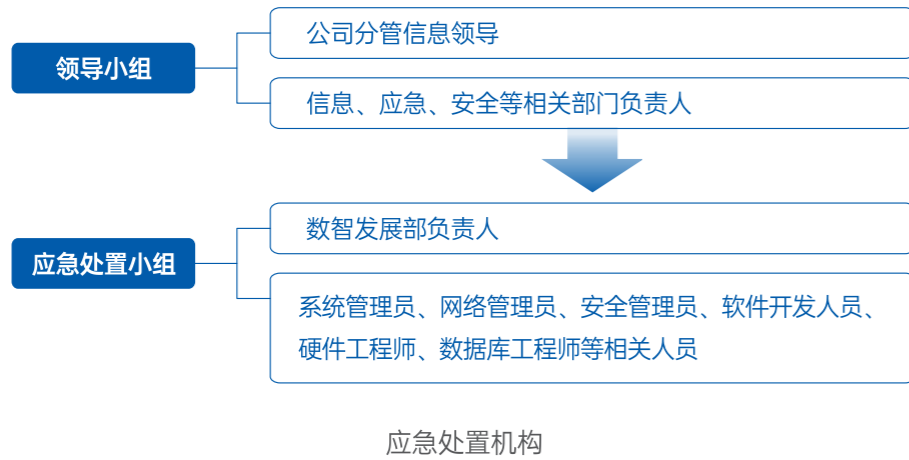 公司分管信息领导
领导小组
信息、应急、安全等相关部门负责人
数智发展部负责人
应急处置小组
系统管理员、网络管理员、安全管理员、软件开发人员、
硬件工程师、数据库工程师等相关人员
应急处置机构